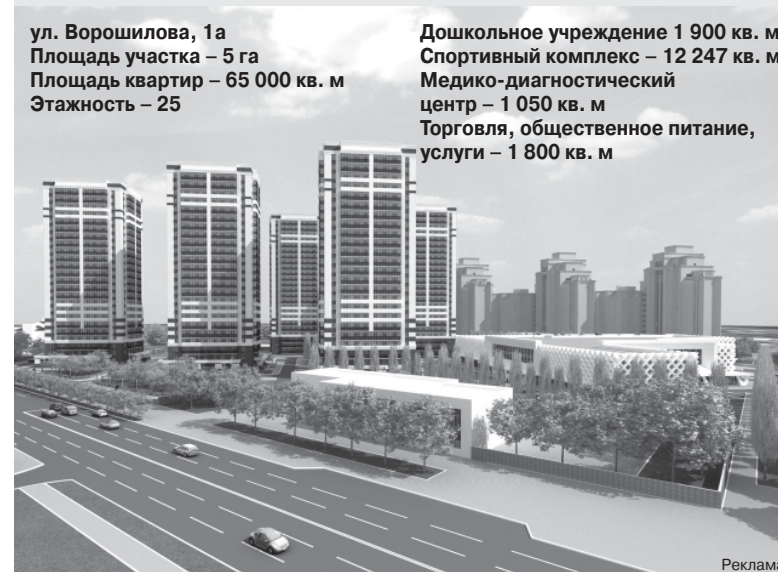 ул. Ворошилова, 1а
Площадь участка – 5 га
Площадь квартир – 65 000 кв. м
Этажность – 25
Дошкольное учреждение 1 900 кв. м
Спортивный комплекс – 12 247 кв. м
Медико-диагностический
центр – 1 050 кв. м
Торговля, общественное питание,
услуги – 1 800 кв. м
Реклама